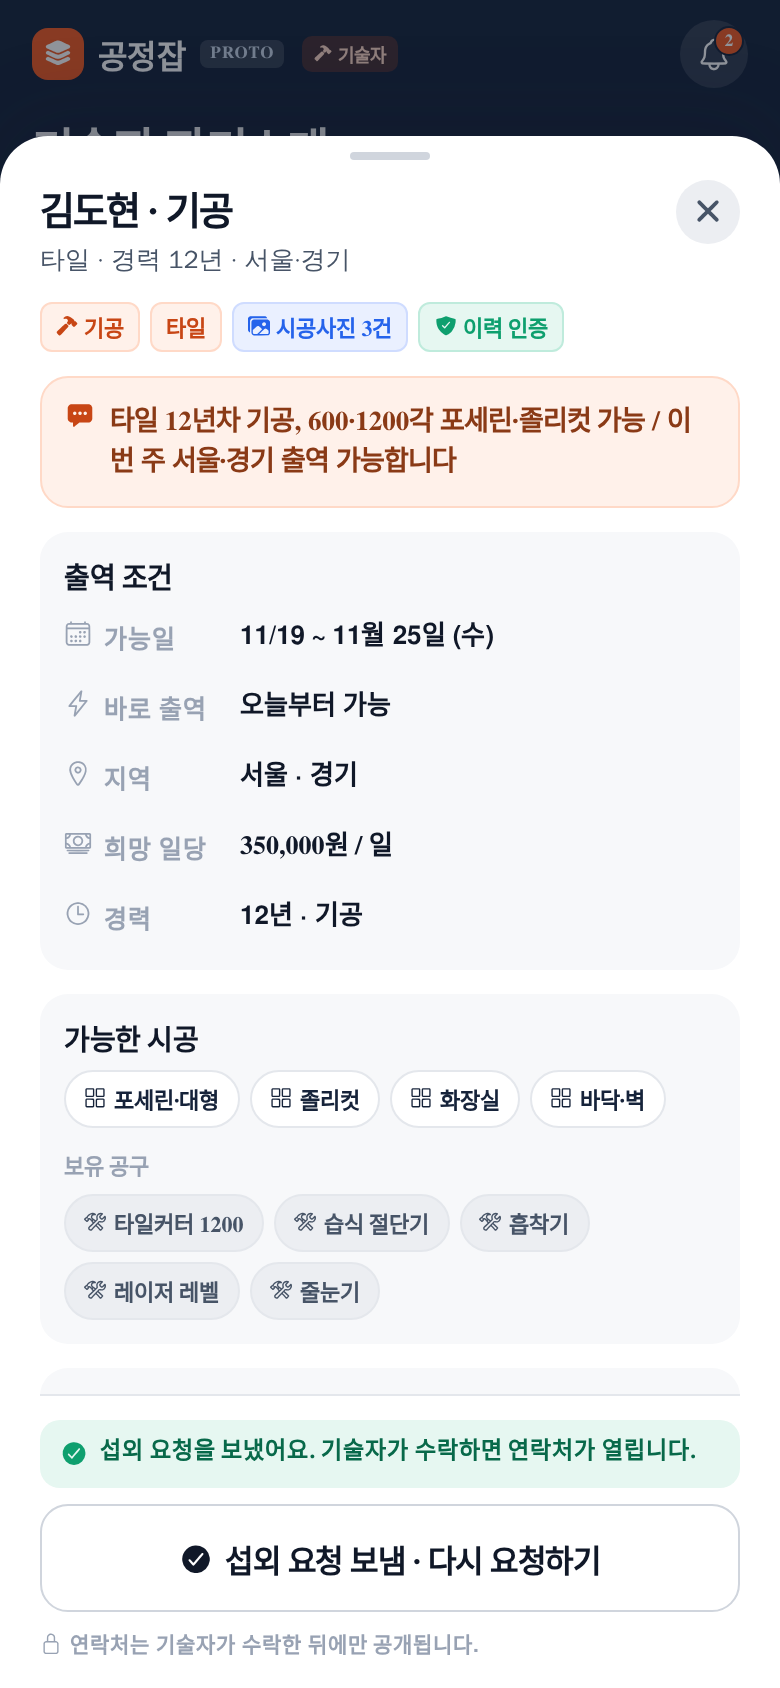 공정잡 PROTO 기술자 2
김도현 · 기공
타일 · 경력 12년 · 서울·경기
기공 타일 시공사진 3건 이력 인증
타일 12년차 기공, 600·1200각 포세린·졸리컷 가능 / 이
번 주 서울·경기 출역 가능합니다
출역 조건
가능일 11/19 ~ 11월 25일 (수)
바로 출역 오늘부터 가능
지역 서울 · 경기
희망 일당 350,000원 / 일
경력 12년 · 기공
가능한 시공
포세린·대형 졸리컷 화장실 바닥·벽
보유 공구
타일커터 1200 습식 절단기 흡착기
레이저 레벨 줄눈기
섭외 요청을 보냈어요. 기술자가 수락하면 연락처가 열립니다.
섭외 요청 보냄 · 다시 요청하기
연락처는 기술자가 수락한 뒤에만 공개됩니다.